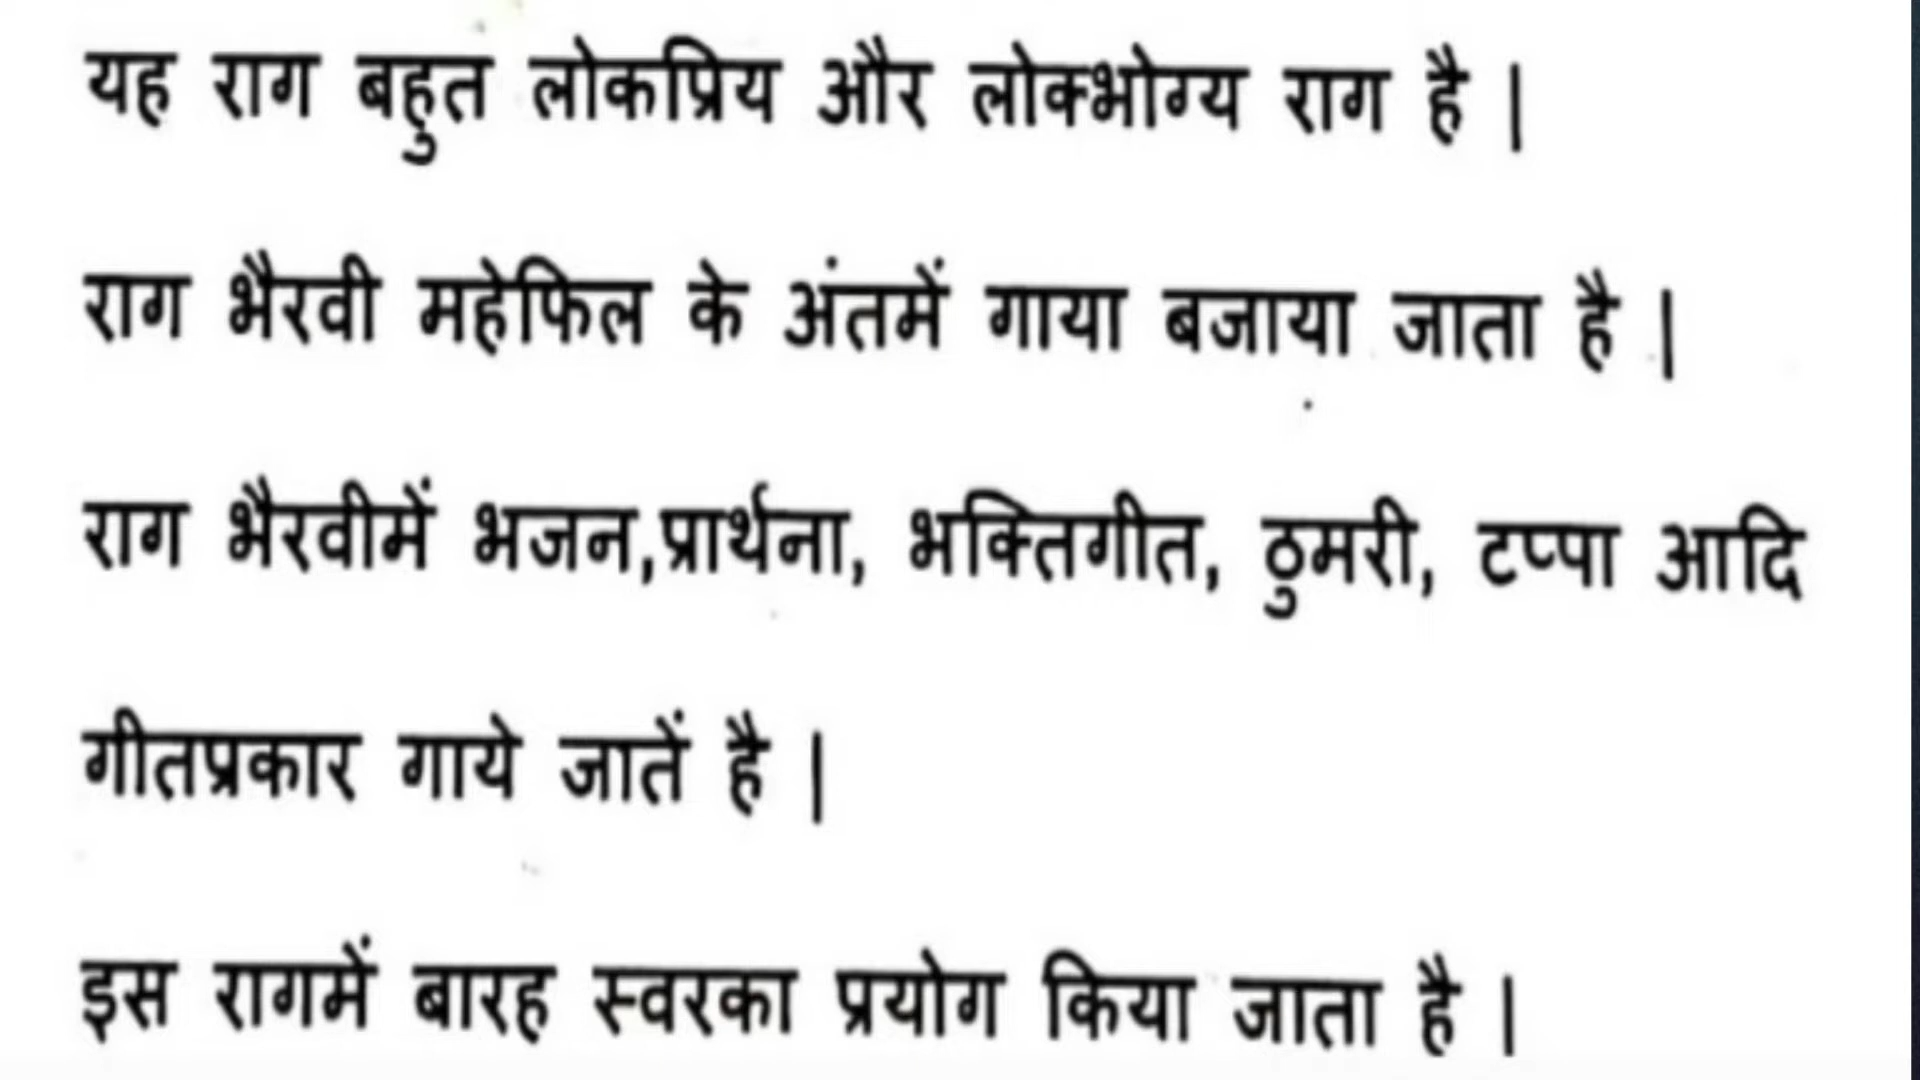 यह राग बहुत लोकप्रिय और लोक्भोग्य राग है |
राग भैरवी महेफिल के अंतमें गाया बजाया जाता है |
राग भैरवीमें भजन,प्रार्थना, भक्तिगीत, ठुमरी, टप्पा आदि
गीतप्रकार गाये जातें है |
इस रागमें बारह स्वरका प्रयोग किया जाता है |